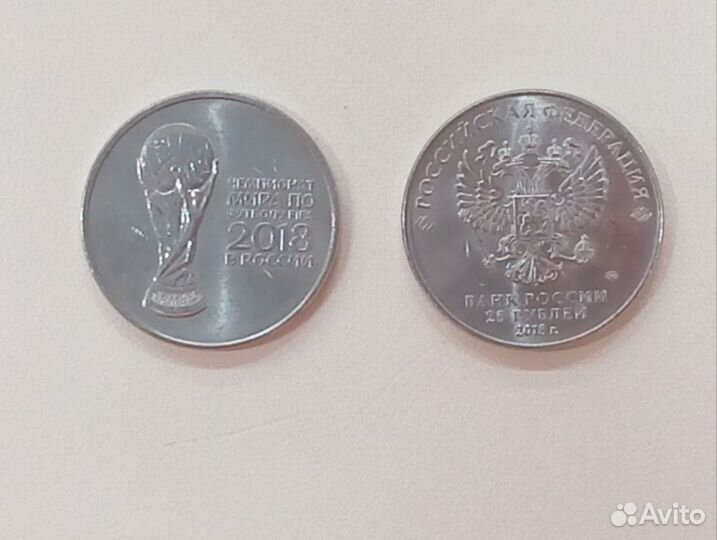 ЧЕМПИОНАТ
МИРА ПО
ФУТБОЛУ FIFA
2018
В РОССИИ
РОССИЙСКАЯ ФЕДЕРАЦИЯ
БАНК РОССИИ
25 РУБЛЕЙ
2018 г.
Avito